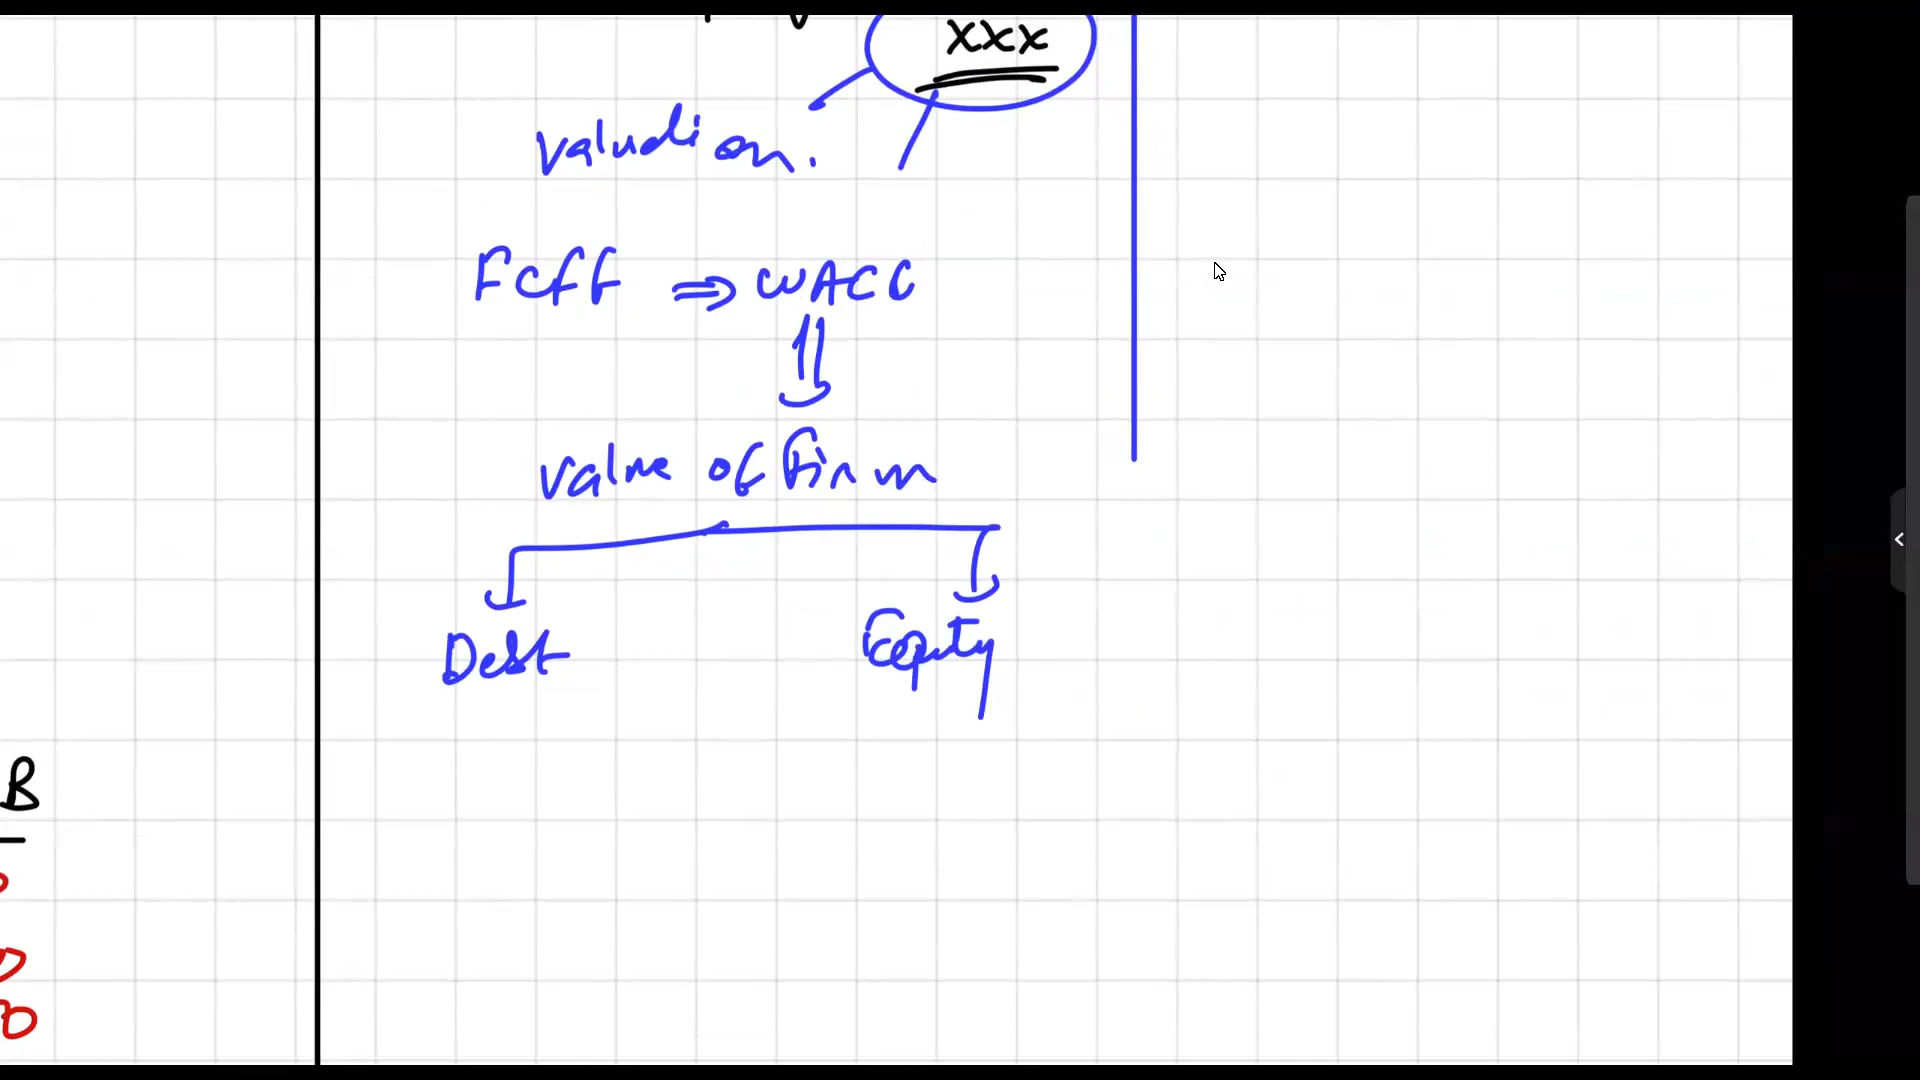 xxx
valuation.
FCFF ⇒ WACC
value of firm
Debt Equity
B